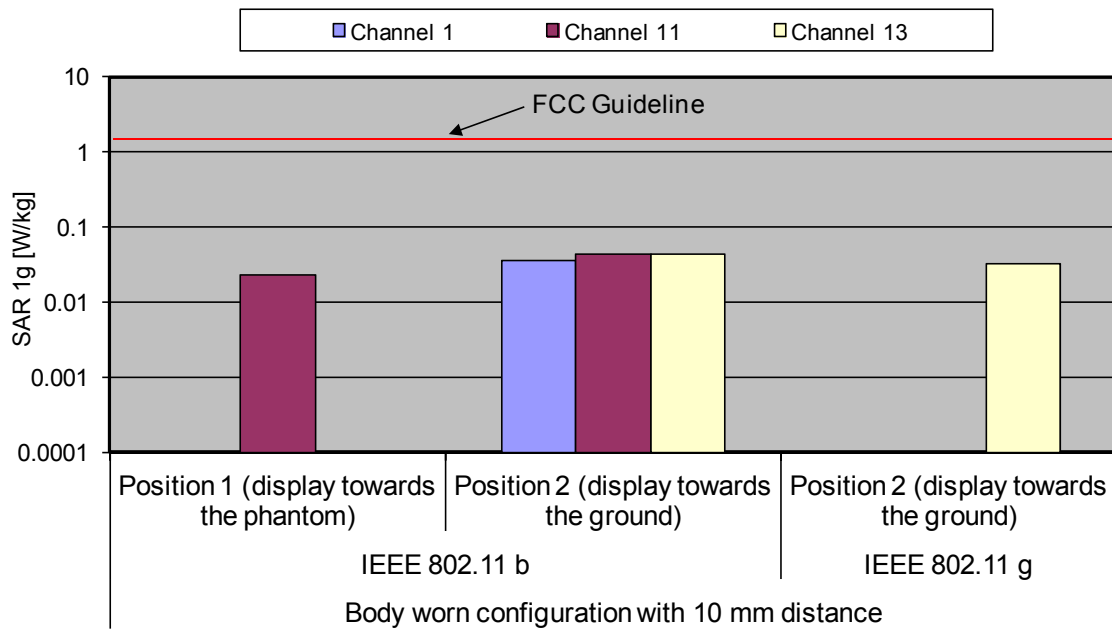 Channel 1 Channel 11 Channel 13
10
FCC Guideline
1
0.1
0.01
0.001
0.0001
SAR 1g [W/kg]
Position 1 (display towards
the phantom)
Position 2 (display towards
the ground)
Position 2 (display towards
the ground)
IEEE 802.11 b
IEEE 802.11 g
Body worn configuration with 10 mm distance